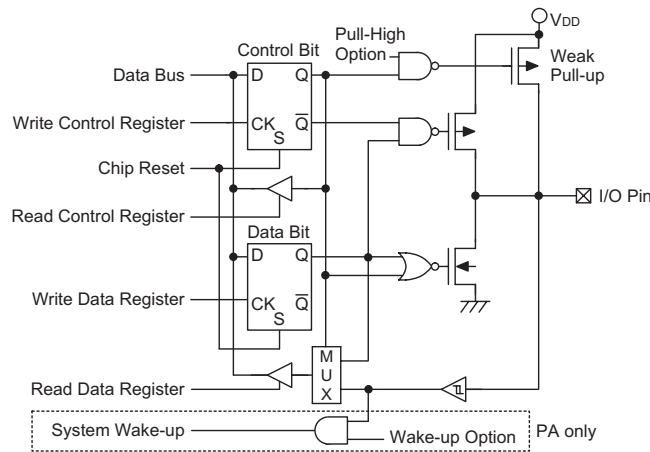 VDD
Pull-High
Option
Control Bit
Weak
Pull-up
Data Bus
D Q
Write Control Register
CK Q̅
S
Chip Reset
I/O Pin
Read Control Register
Data Bit
D Q
Write Data Register
CK Q̅
S
M
U
X
Read Data Register
System Wake-up
Wake-up Option
PA only